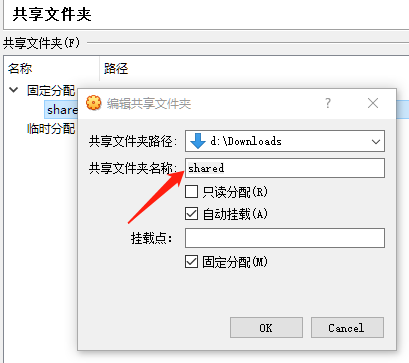 共享文件夹
共享文件夹(F)
名称 路径
固定分配
share
临时分配
编辑共享文件夹 ? ×
共享文件夹路径: d:\Downloads
共享文件夹名称: shared
只读分配(R)
自动挂载(A)
挂载点：
固定分配(M)
OK Cancel